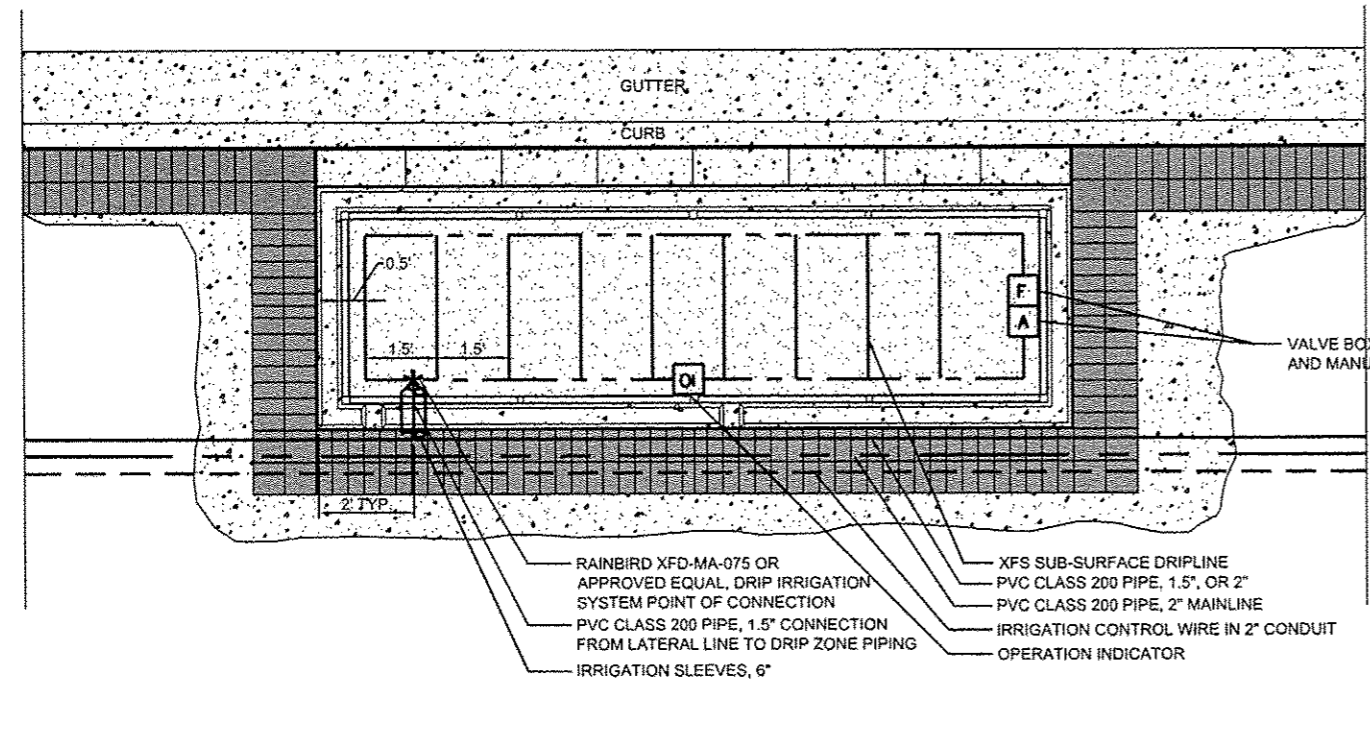 GUTTER
CURB
0.5'
1.5' 1.5'
F
A
OI
VALVE BOX
AND
2' TYP.
RAINBIRD XFD-MA-075 OR
APPROVED EQUAL, DRIP IRRIGATION
SYSTEM POINT OF CONNECTION
PVC CLASS 200 PIPE, 1.5" CONNECTION
FROM LATERAL LINE TO DRIP ZONE PIPING
IRRIGATION SLEEVES, 6"
XFS SUB-SURFACE DRIPLINE
PVC CLASS 200 PIPE, 1.5", OR 2"
PVC CLASS 200 PIPE, 2" MAINLINE
IRRIGATION CONTROL WIRE IN 2" CONDUIT
OPERATION INDICATOR